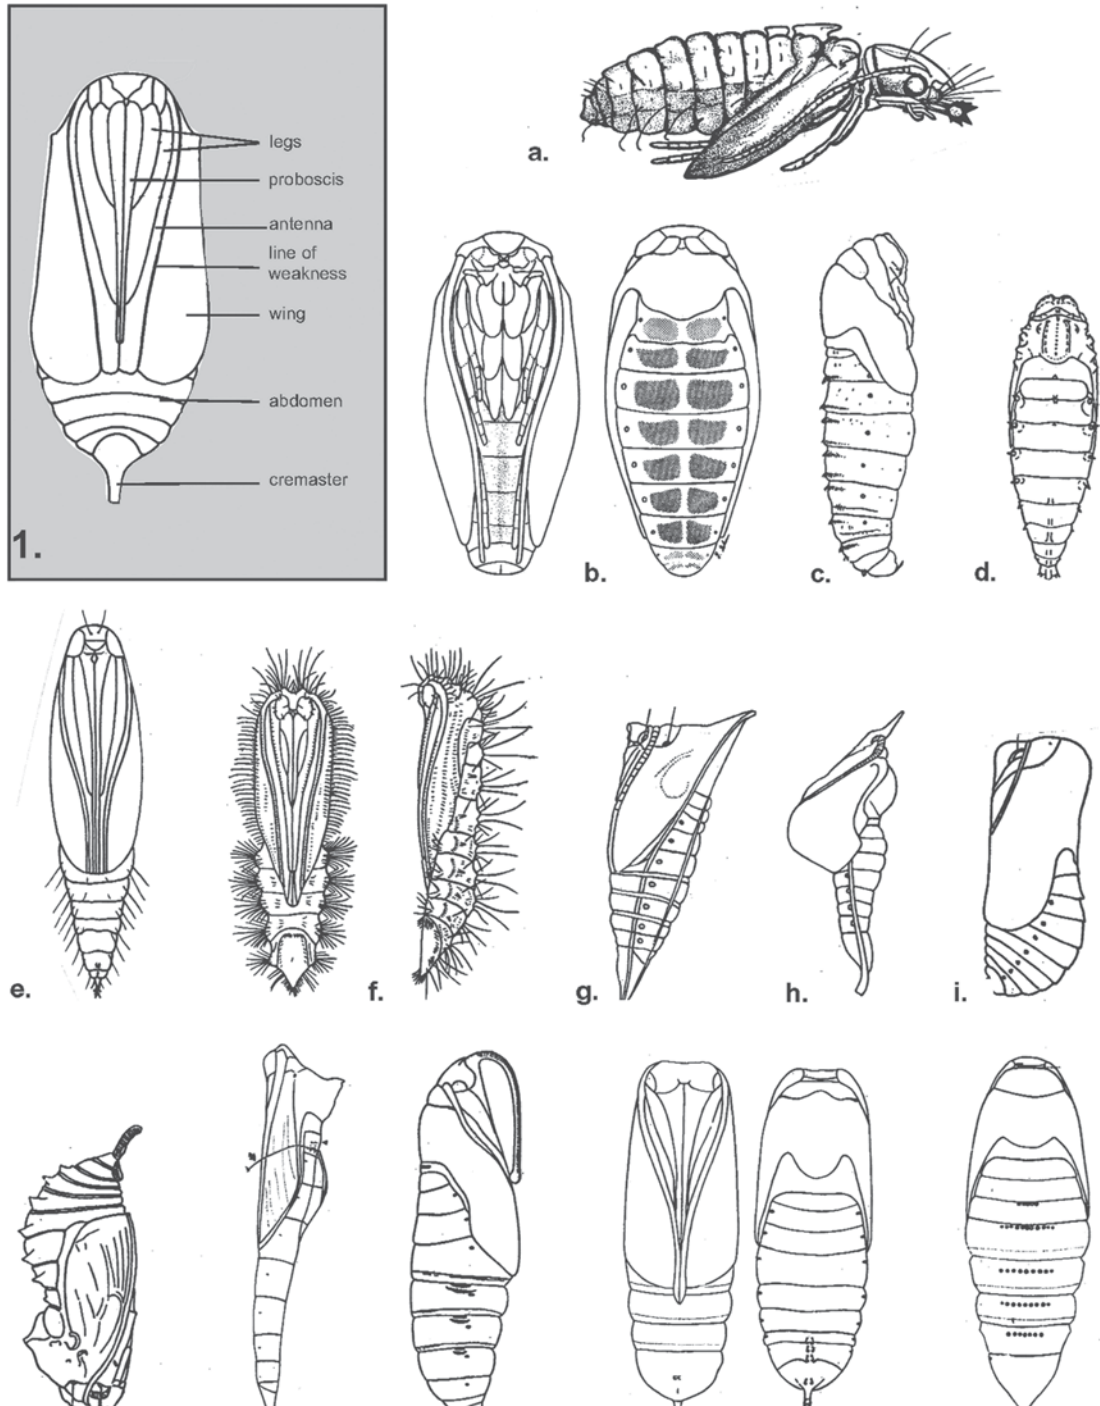 legs
proboscis
antenna
line of
weakness
wing
abdomen
cremaster
1.
a.
b.
c.
d.
e.
f.
g.
h.
i.